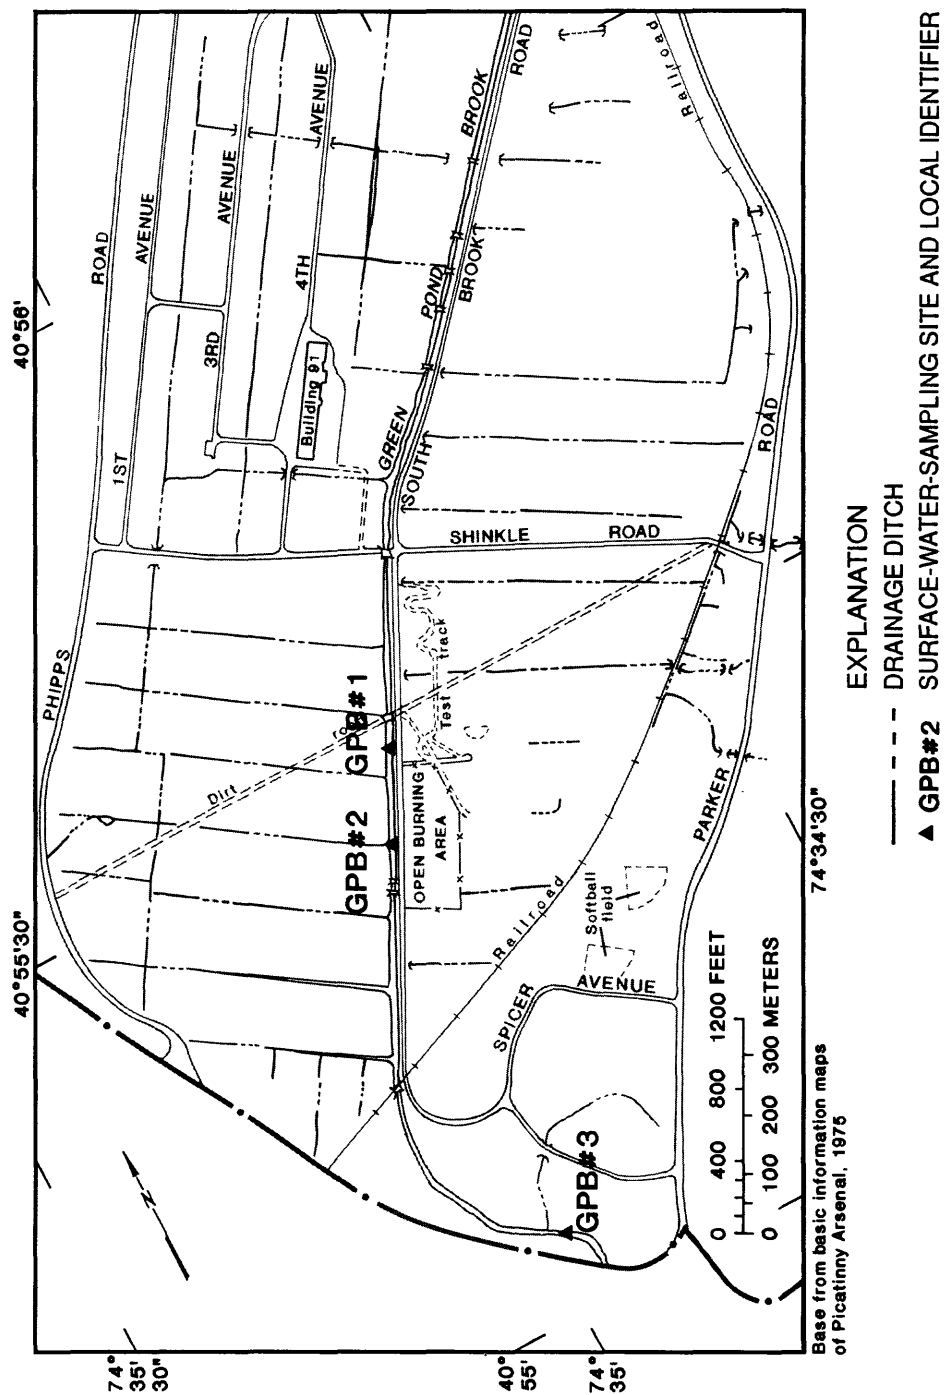 40°55'30"
40°56'
74°
35'
30"
40°
55'
74°
35'
74°34'30"
N
PHIPPS
ROAD
1ST
AVENUE
3RD
AVENUE
4TH
AVENUE
Building 91
GREEN
POND
BROOK
SOUTH
BROOK
ROAD
SHINKLE
ROAD
Dirt
road
GPB#1
GPB#2
GPB#3
OPEN BURNING
AREA
Test track
Railroad
Railroad
Softball
field
SPICER
AVENUE
PARKER
ROAD
0 400 800 1200 FEET
0 100 200 300 METERS
Base from basic information maps
of Picatinny Arsenal, 1975
EXPLANATION
DRAINAGE DITCH
▲ GPB#2 SURFACE-WATER-SAMPLING SITE AND LOCAL IDENTIFIER